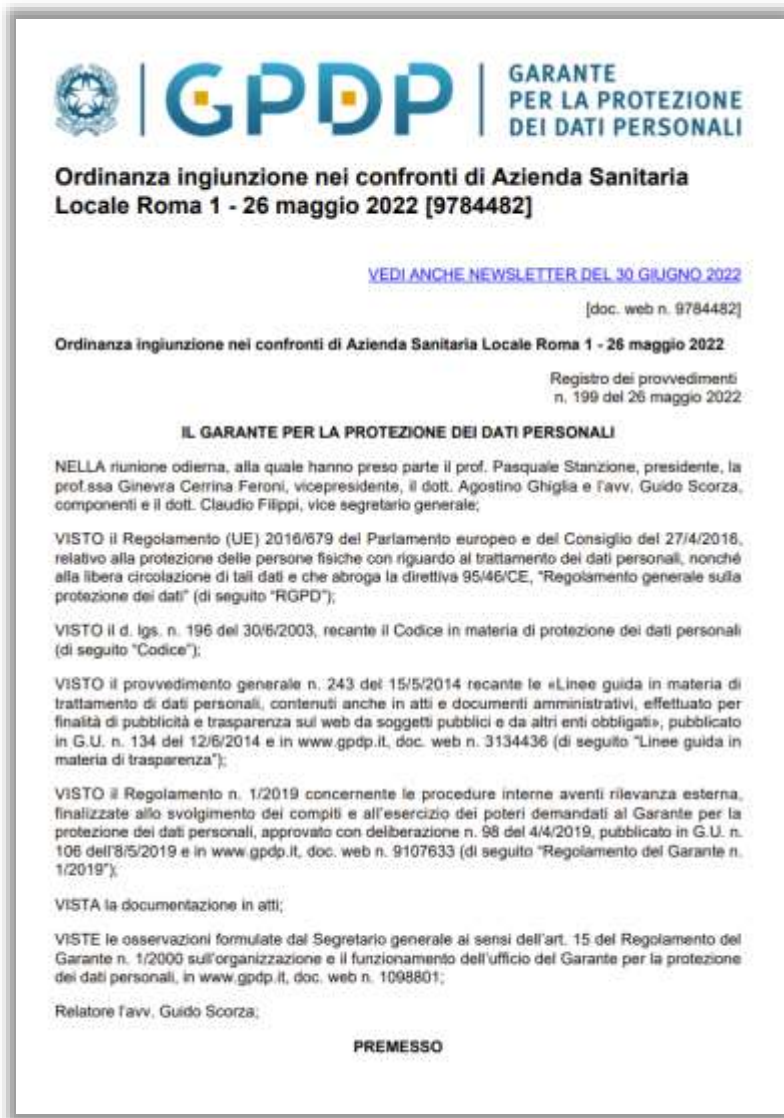 GPDP
GARANTE
PER LA PROTEZIONE
DEI DATI PERSONALI
Ordinanza ingiunzione nei confronti di Azienda Sanitaria
Locale Roma 1 - 26 maggio 2022 [9784482]
VEDI ANCHE NEWSLETTER DEL 30 GIUGNO 2022
[doc. web n. 9784482]
Ordinanza ingiunzione nei confronti di Azienda Sanitaria Locale Roma 1 - 26 maggio 2022
Registro dei provvedimenti
n. 199 del 26 maggio 2022
IL GARANTE PER LA PROTEZIONE DEI DATI PERSONALI
NELLA riunione odierna, alla quale hanno preso parte il prof. Pasquale Stanzione, presidente, la
prof.ssa Ginevra Cerrina Feroni, vicepresidente, il dott. Agostino Ghiglia e l'avv. Guido Scorza,
componenti e il dott. Claudio Filippi, vice segretario generale;
VISTO il Regolamento (UE) 2016/679 del Parlamento europeo e del Consiglio del 27/4/2016,
relativo alla protezione delle persone fisiche con riguardo al trattamento dei dati personali, nonché
alla libera circolazione di tali dati e che abroga la direttiva 95/46/CE, "Regolamento generale sulla
protezione dei dati" (di seguito "RGPD");
VISTO il d. lgs. n. 196 del 30/6/2003, recante il Codice in materia di protezione dei dati personali
(di seguito "Codice");
VISTO il provvedimento generale n. 243 del 15/5/2014 recante le «Linee guida in materia di
trattamento di dati personali, contenuti anche in atti e documenti amministrativi, effettuato per
finalità di pubblicità e trasparenza sul web da soggetti pubblici e da altri enti obbligati», pubblicato
in G.U. n. 134 del 12/6/2014 e in www.gpdp.it, doc. web n. 3134436 (di seguito "Linee guida in
materia di trasparenza");
VISTO il Regolamento n. 1/2019 concernente le procedure interne aventi rilevanza esterna,
finalizzate allo svolgimento dei compiti e all'esercizio dei poteri demandati al Garante per la
protezione dei dati personali, approvato con deliberazione n. 98 del 4/4/2019, pubblicato in G.U. n.
106 dell'8/5/2019 e in www.gpdp.it, doc. web n. 9107633 (di seguito "Regolamento del Garante n.
1/2019");
VISTA la documentazione in atti;
VISTE le osservazioni formulate dal Segretario generale ai sensi dell'art. 15 del Regolamento del
Garante n. 1/2000 sull'organizzazione e il funzionamento dell'ufficio del Garante per la protezione
dei dati personali, in www.gpdp.it, doc. web n. 1098801;
Relatore l'avv. Guido Scorza;
PREMESSO